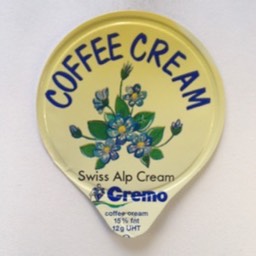 COFFEE CREAM
Swiss Alp Cream
Cremo
coffee cream
15 % fat
12g UHT